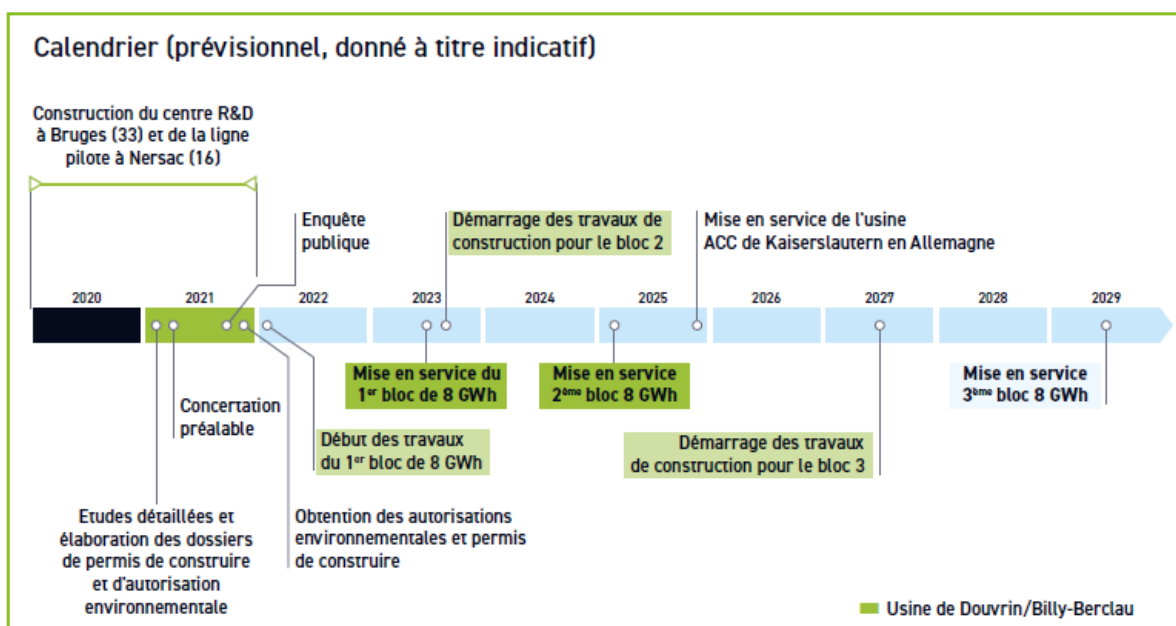 Calendrier (prévisionnel, donné à titre indicatif)
Construction du centre R&D
à Bruges (33) et de la ligne
pilote à Nersac (16)
Enquête
publique
Démarrage des travaux de
construction pour le bloc 2
Mise en service de l'usine
ACC de Kaiserslautern en Allemagne
2020
2021
2022
2023
2024
2025
2026
2027
2028
2029
Mise en service du
1er bloc de 8 GWh
Mise en service
2ème bloc 8 GWh
Mise en service
3ème bloc 8 GWh
Concertation
préalable
Début des travaux
du 1er bloc de 8 GWh
Démarrage des travaux
de construction pour le bloc 3
Etudes détaillées et
élaboration des dossiers
de permis de construire
et d'autorisation
environnementale
Obtention des autorisations
environnementales et permis
de construire
Usine de Douvrin/Billy-Berclau